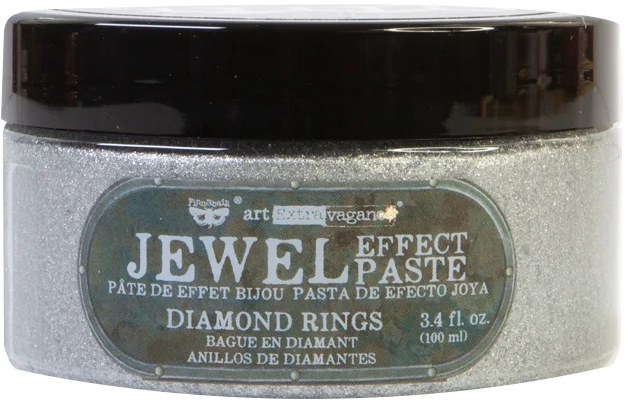 Finnabair
® art Extravagance®
JEWEL EFFECT PASTE
PÂTE DE EFFET BIJOU PASTA DE EFECTO JOYA
DIAMOND RINGS 3.4 fl. oz.
BAGUE EN DIAMANT (100 ml)
ANILLOS DE DIAMANTES